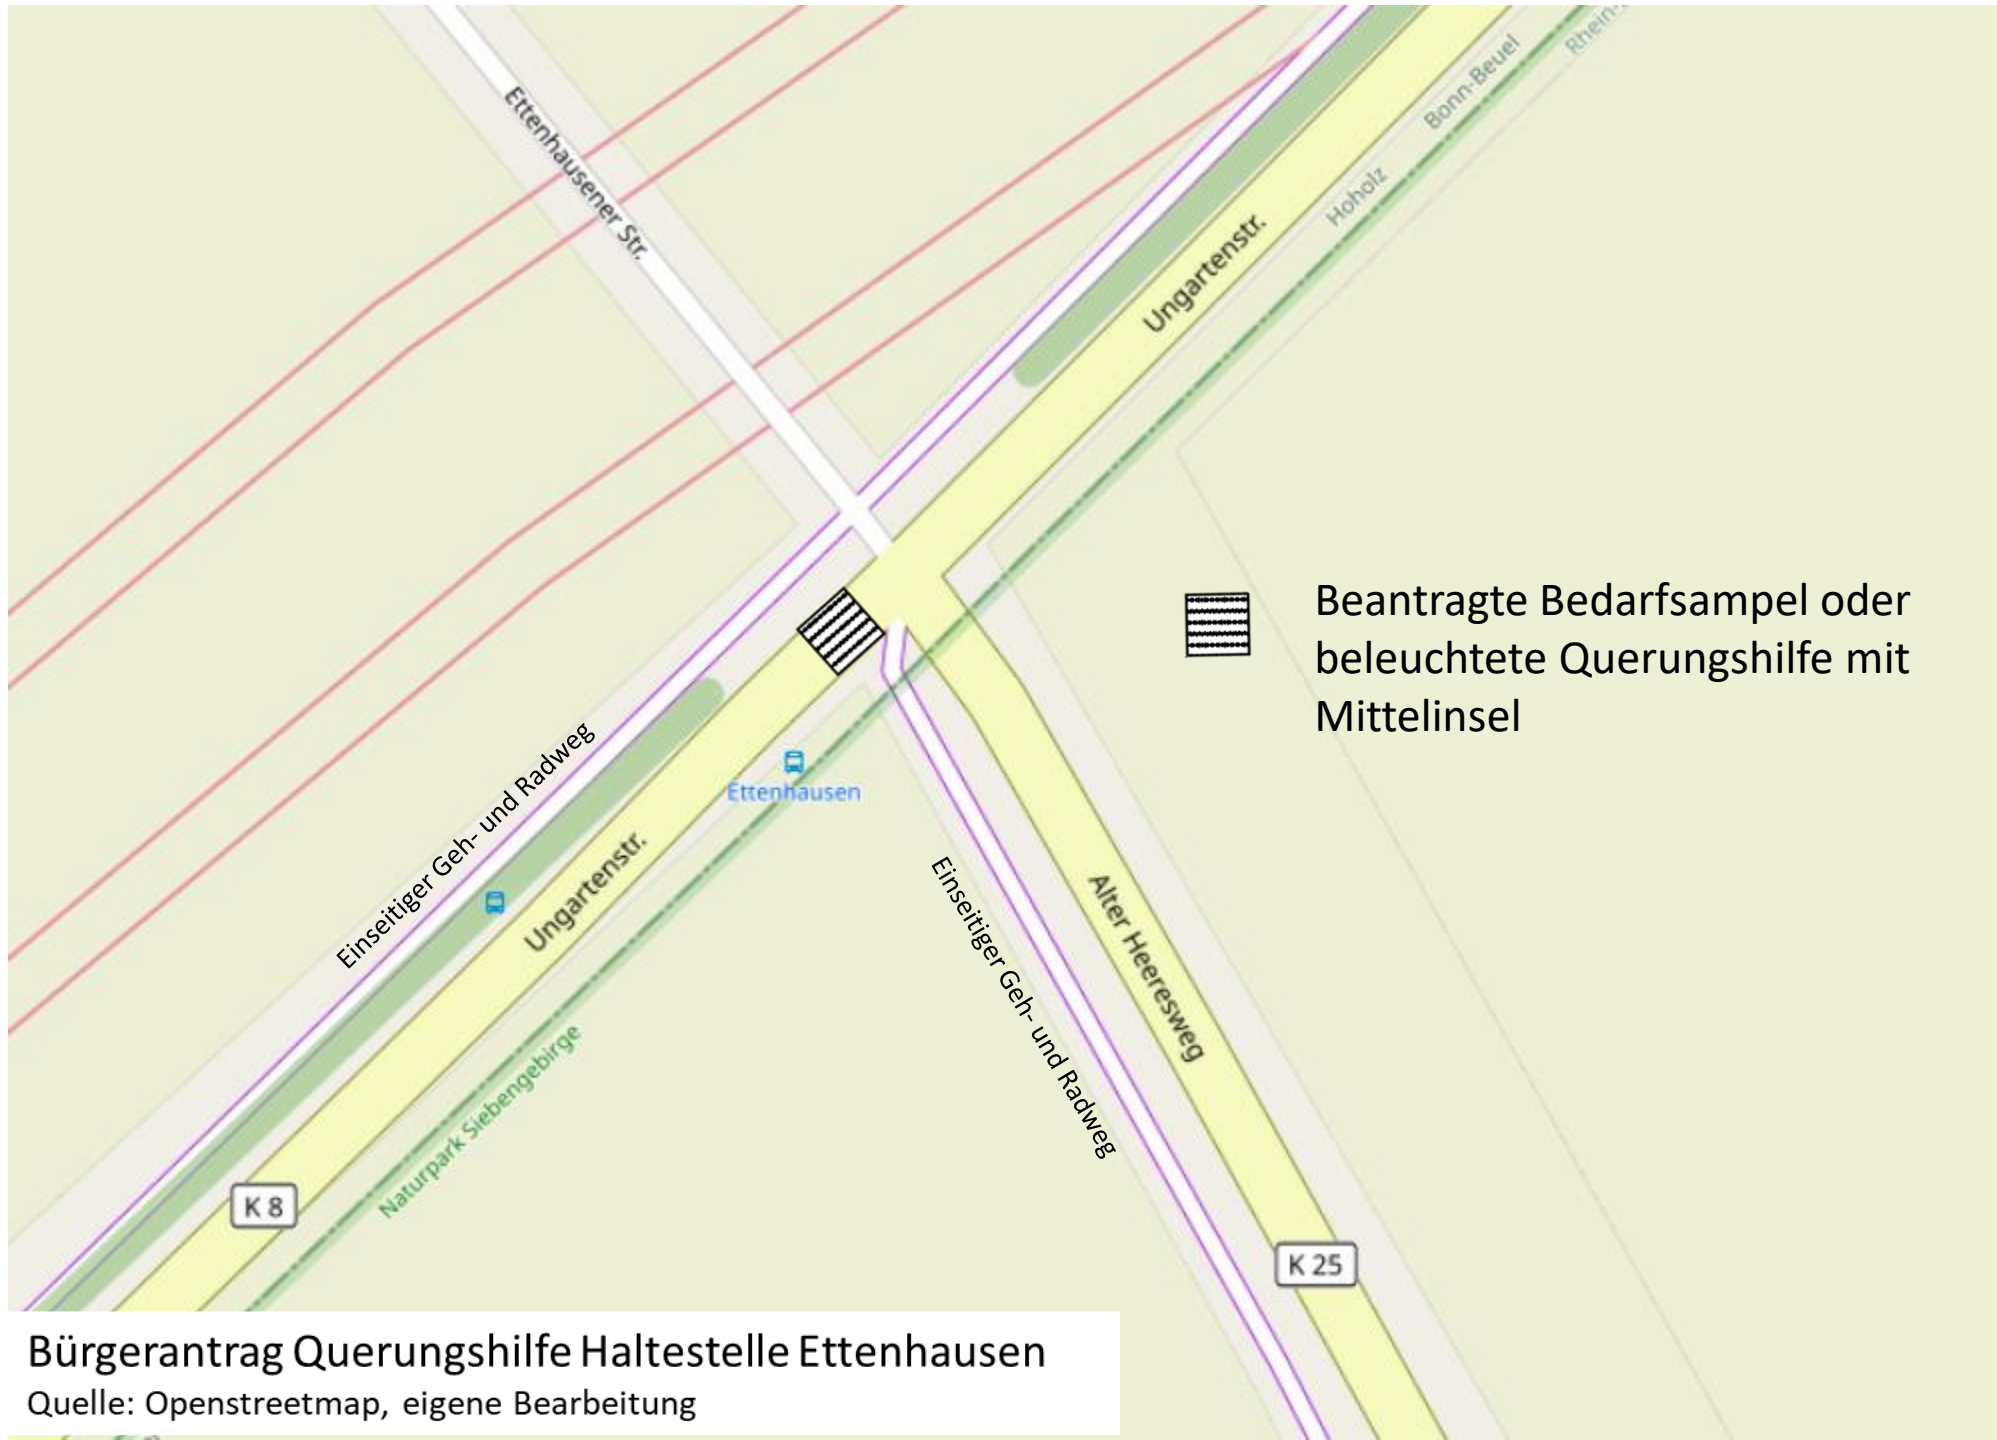 Ettenhausener Str.
Rhein-
Bonn-Beuel
Hoholz
Ungartenstr.
Beantragte Bedarfsampel oder
beleuchtete Querungshilfe mit
Mittelinsel
Einseitiger Geh- und Radweg
Ettenhausen
Ungartenstr.
Einseitiger Geh- und Radweg
Alter Heeresweg
Naturpark Siebengebirge
K 8
K 25
Bürgerantrag Querungshilfe Haltestelle Ettenhausen
Quelle: Openstreetmap, eigene Bearbeitung